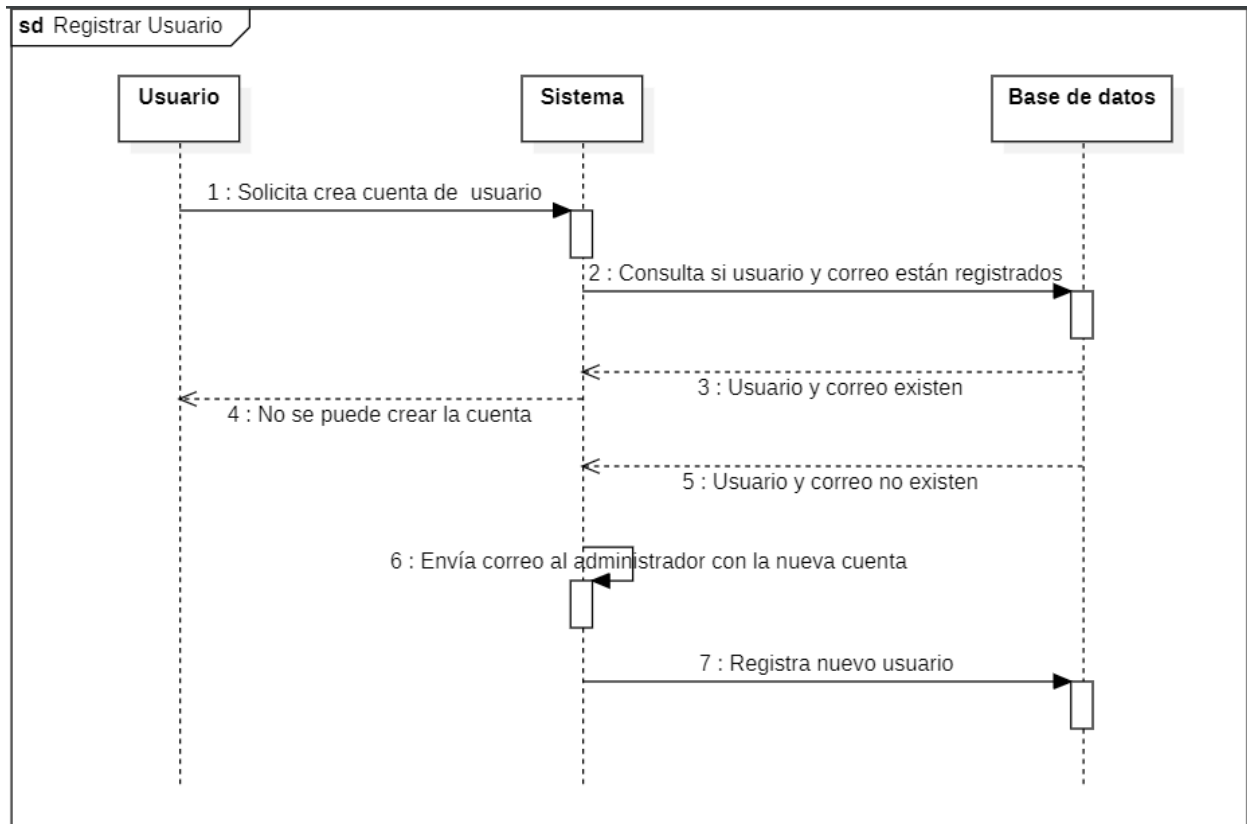 sd Registrar Usuario
Usuario
Sistema
Base de datos
1 : Solicita crea cuenta de  usuario
2 : Consulta si usuario y correo están registrados
3 : Usuario y correo existen
4 : No se puede crear la cuenta
5 : Usuario y correo no existen
6 : Envía correo al administrador con la nueva cuenta
7 : Registra nuevo usuario